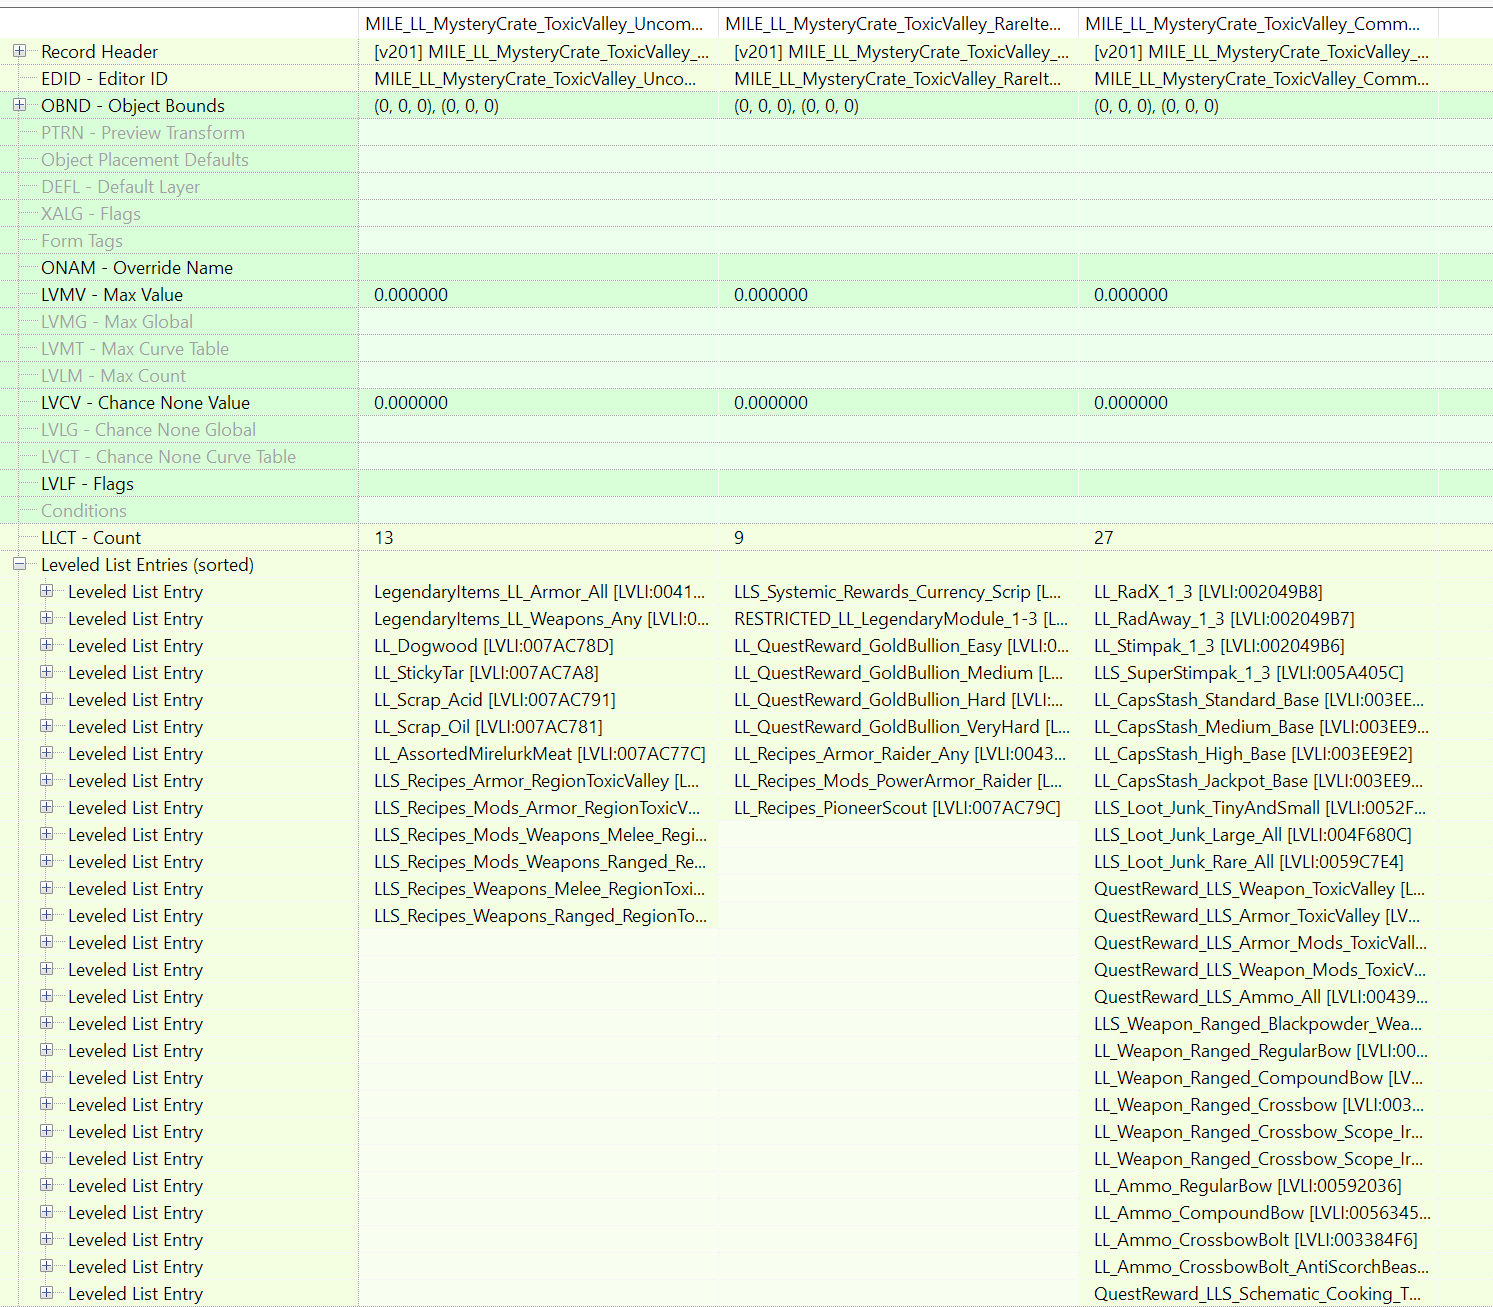 MILE_LL_MysteryCrate_ToxicValley_Uncom... MILE_LL_MysteryCrate_ToxicValley_RareIte... MILE_LL_MysteryCrate_ToxicValley_Comm...
Record Header [v201] MILE_LL_MysteryCrate_ToxicValley_... [v201] MILE_LL_MysteryCrate_ToxicValley_... [v201] MILE_LL_MysteryCrate_ToxicValley_...
EDID - Editor ID MILE_LL_MysteryCrate_ToxicValley_Unco... MILE_LL_MysteryCrate_ToxicValley_RareIt... MILE_LL_MysteryCrate_ToxicValley_Comm...
OBND - Object Bounds (0, 0, 0), (0, 0, 0) (0, 0, 0), (0, 0, 0) (0, 0, 0), (0, 0, 0)
PTRN - Preview Transform
Object Placement Defaults
DEFL - Default Layer
XALG - Flags
Form Tags
ONAM - Override Name
LVMV - Max Value 0.000000 0.000000 0.000000
LVMG - Max Global
LVMT - Max Curve Table
LVLM - Max Count
LVCV - Chance None Value 0.000000 0.000000 0.000000
LVLG - Chance None Global
LVCT - Chance None Curve Table
LVLF - Flags
Conditions
LLCT - Count 13 9 27
Leveled List Entries (sorted)
Leveled List Entry LegendaryItems_LL_Armor_All [LVLI:0041... LLS_Systemic_Rewards_Currency_Scrip [L... LL_RadX_1_3 [LVLI:002049B8]
Leveled List Entry LegendaryItems_LL_Weapons_Any [LVLI:0... RESTRICTED_LL_LegendaryModule_1-3 [L... LL_RadAway_1_3 [LVLI:002049B7]
Leveled List Entry LL_Dogwood [LVLI:007AC78D] LL_QuestReward_GoldBullion_Easy [LVLI:0... LL_Stimpak_1_3 [LVLI:002049B6]
Leveled List Entry LL_StickyTar [LVLI:007AC7A8] LL_QuestReward_GoldBullion_Medium [L... LLS_SuperStimpak_1_3 [LVLI:005A405C]
Leveled List Entry LL_Scrap_Acid [LVLI:007AC791] LL_QuestReward_GoldBullion_Hard [LVLI:... LL_CapsStash_Standard_Base [LVLI:003EE...
Leveled List Entry LL_Scrap_Oil [LVLI:007AC781] LL_QuestReward_GoldBullion_VeryHard [L... LL_CapsStash_Medium_Base [LVLI:003EE9...
Leveled List Entry LL_AssortedMirelurkMeat [LVLI:007AC77C] LL_Recipes_Armor_Raider_Any [LVLI:0043... LL_CapsStash_High_Base [LVLI:003EE9E2]
Leveled List Entry LLS_Recipes_Armor_RegionToxicValley [L... LL_Recipes_Mods_PowerArmor_Raider [L... LL_CapsStash_Jackpot_Base [LVLI:003EE9...
Leveled List Entry LLS_Recipes_Mods_Armor_RegionToxicV... LL_Recipes_PioneerScout [LVLI:007AC79C] LLS_Loot_Junk_TinyAndSmall [LVLI:0052F...
Leveled List Entry LLS_Recipes_Mods_Weapons_Melee_Regi... LLS_Loot_Junk_Large_All [LVLI:004F680C]
Leveled List Entry LLS_Recipes_Mods_Weapons_Ranged_Re... LLS_Loot_Junk_Rare_All [LVLI:0059C7E4]
Leveled List Entry LLS_Recipes_Weapons_Melee_RegionToxi... QuestReward_LLS_Weapon_ToxicValley [L...
Leveled List Entry LLS_Recipes_Weapons_Ranged_RegionTo... QuestReward_LLS_Armor_ToxicValley [LV...
Leveled List Entry QuestReward_LLS_Armor_Mods_ToxicVall...
Leveled List Entry QuestReward_LLS_Weapon_Mods_ToxicV...
Leveled List Entry QuestReward_LLS_Ammo_All [LVLI:00439...
Leveled List Entry LLS_Weapon_Ranged_Blackpowder_Wea...
Leveled List Entry LL_Weapon_Ranged_RegularBow [LVLI:00...
Leveled List Entry LL_Weapon_Ranged_CompoundBow [LV...
Leveled List Entry LL_Weapon_Ranged_Crossbow [LVLI:003...
Leveled List Entry LL_Weapon_Ranged_Crossbow_Scope_Ir...
Leveled List Entry LL_Weapon_Ranged_Crossbow_Scope_Ir...
Leveled List Entry LL_Ammo_RegularBow [LVLI:00592036]
Leveled List Entry LL_Ammo_CompoundBow [LVLI:0056345...
Leveled List Entry LL_Ammo_CrossbowBolt [LVLI:003384F6]
Leveled List Entry LL_Ammo_CrossbowBolt_AntiScorchBeas...
Leveled List Entry QuestReward_LLS_Schematic_Cooking_T...